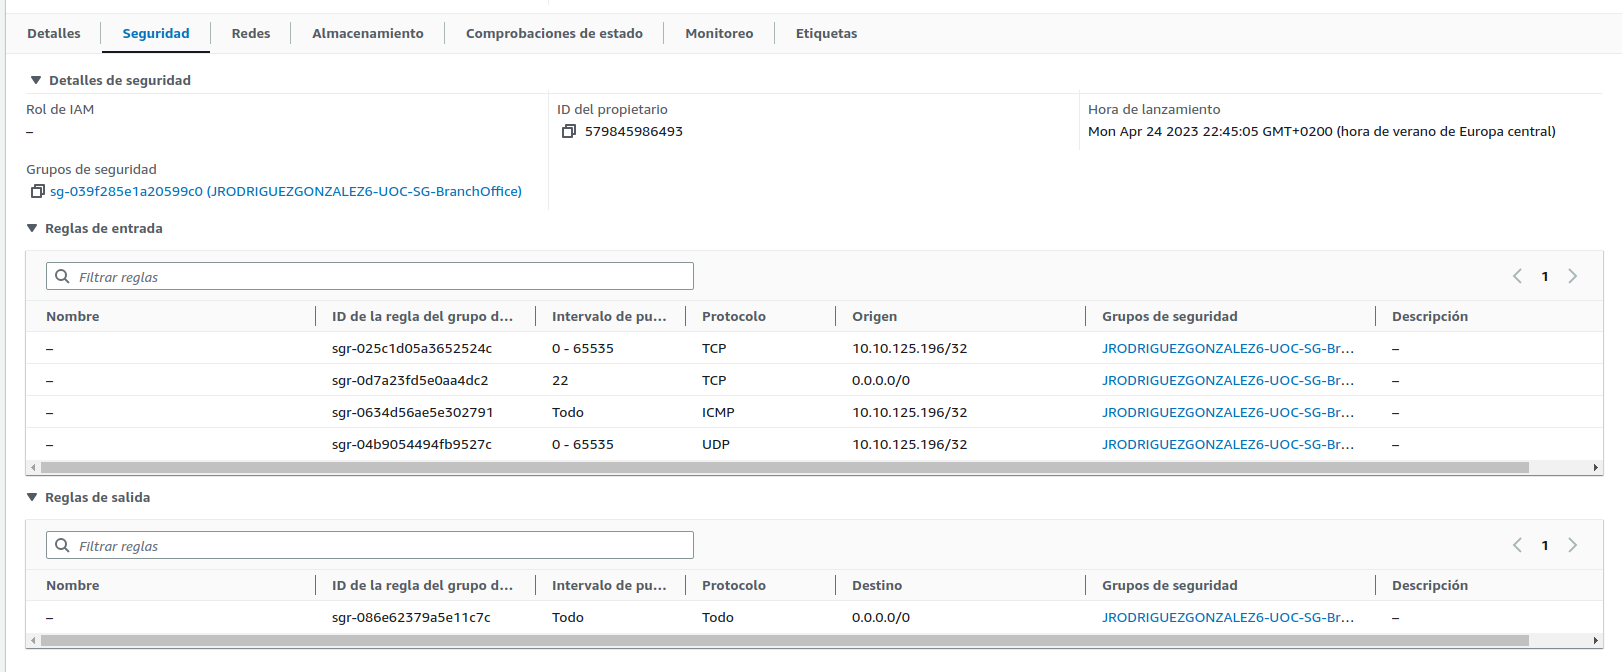 Detalles Seguridad Redes Almacenamiento Comprobaciones de estado Monitoreo Etiquetas
Detalles de seguridad
Rol de IAM ID del propietario Hora de lanzamiento
– 579845986493 Mon Apr 24 2023 22:45:05 GMT+0200 (hora de verano de Europa central)
Grupos de seguridad
sg-039f285e1a20599c0 (JRODRIGUEZGONZALEZ6-UOC-SG-BranchOffice)
Reglas de entrada
Filtrar reglas 1
Nombre ID de la regla del grupo d... Intervalo de pu... Protocolo Origen Grupos de seguridad Descripción
– sgr-025c1d05a3652524c 0 - 65535 TCP 10.10.125.196/32 JRODRIGUEZGONZALEZ6-UOC-SG-Br... –
– sgr-0d7a23fd5e0aa4dc2 22 TCP 0.0.0.0/0 JRODRIGUEZGONZALEZ6-UOC-SG-Br... –
– sgr-0634d56ae5e302791 Todo ICMP 10.10.125.196/32 JRODRIGUEZGONZALEZ6-UOC-SG-Br... –
– sgr-04b9054494fb9527c 0 - 65535 UDP 10.10.125.196/32 JRODRIGUEZGONZALEZ6-UOC-SG-Br... –
Reglas de salida
Filtrar reglas 1
Nombre ID de la regla del grupo d... Intervalo de pu... Protocolo Destino Grupos de seguridad Descripción
– sgr-086e62379a5e11c7c Todo Todo 0.0.0.0/0 JRODRIGUEZGONZALEZ6-UOC-SG-Br... –